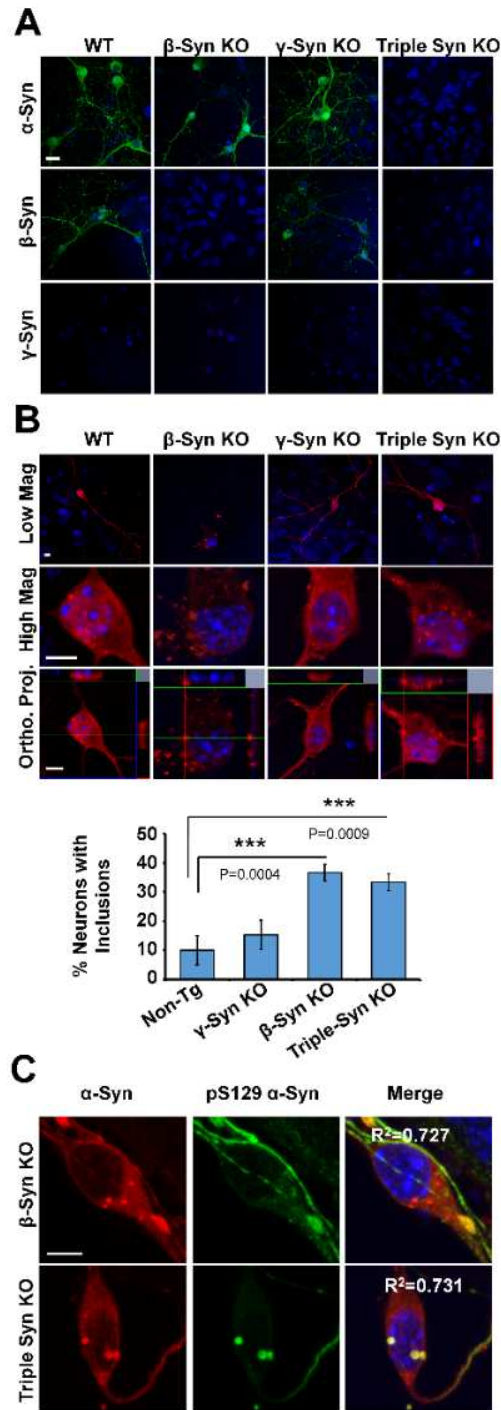 A
WT β-Syn KO γ-Syn KO Triple Syn KO
α-Syn
β-Syn
γ-Syn
B
WT β-Syn KO γ-Syn KO Triple Syn KO
Low Mag
High Mag
Ortho. Proj.
***
*** P=0.0009
P=0.0004
% Neurons with
Inclusions
50
40
30
20
10
0
Non-Tg
γ-Syn KO
β-Syn KO
Triple-Syn KO
C
α-Syn pS129 α-Syn Merge
β-Syn KO
R²=0.727
Triple Syn KO
R²=0.731